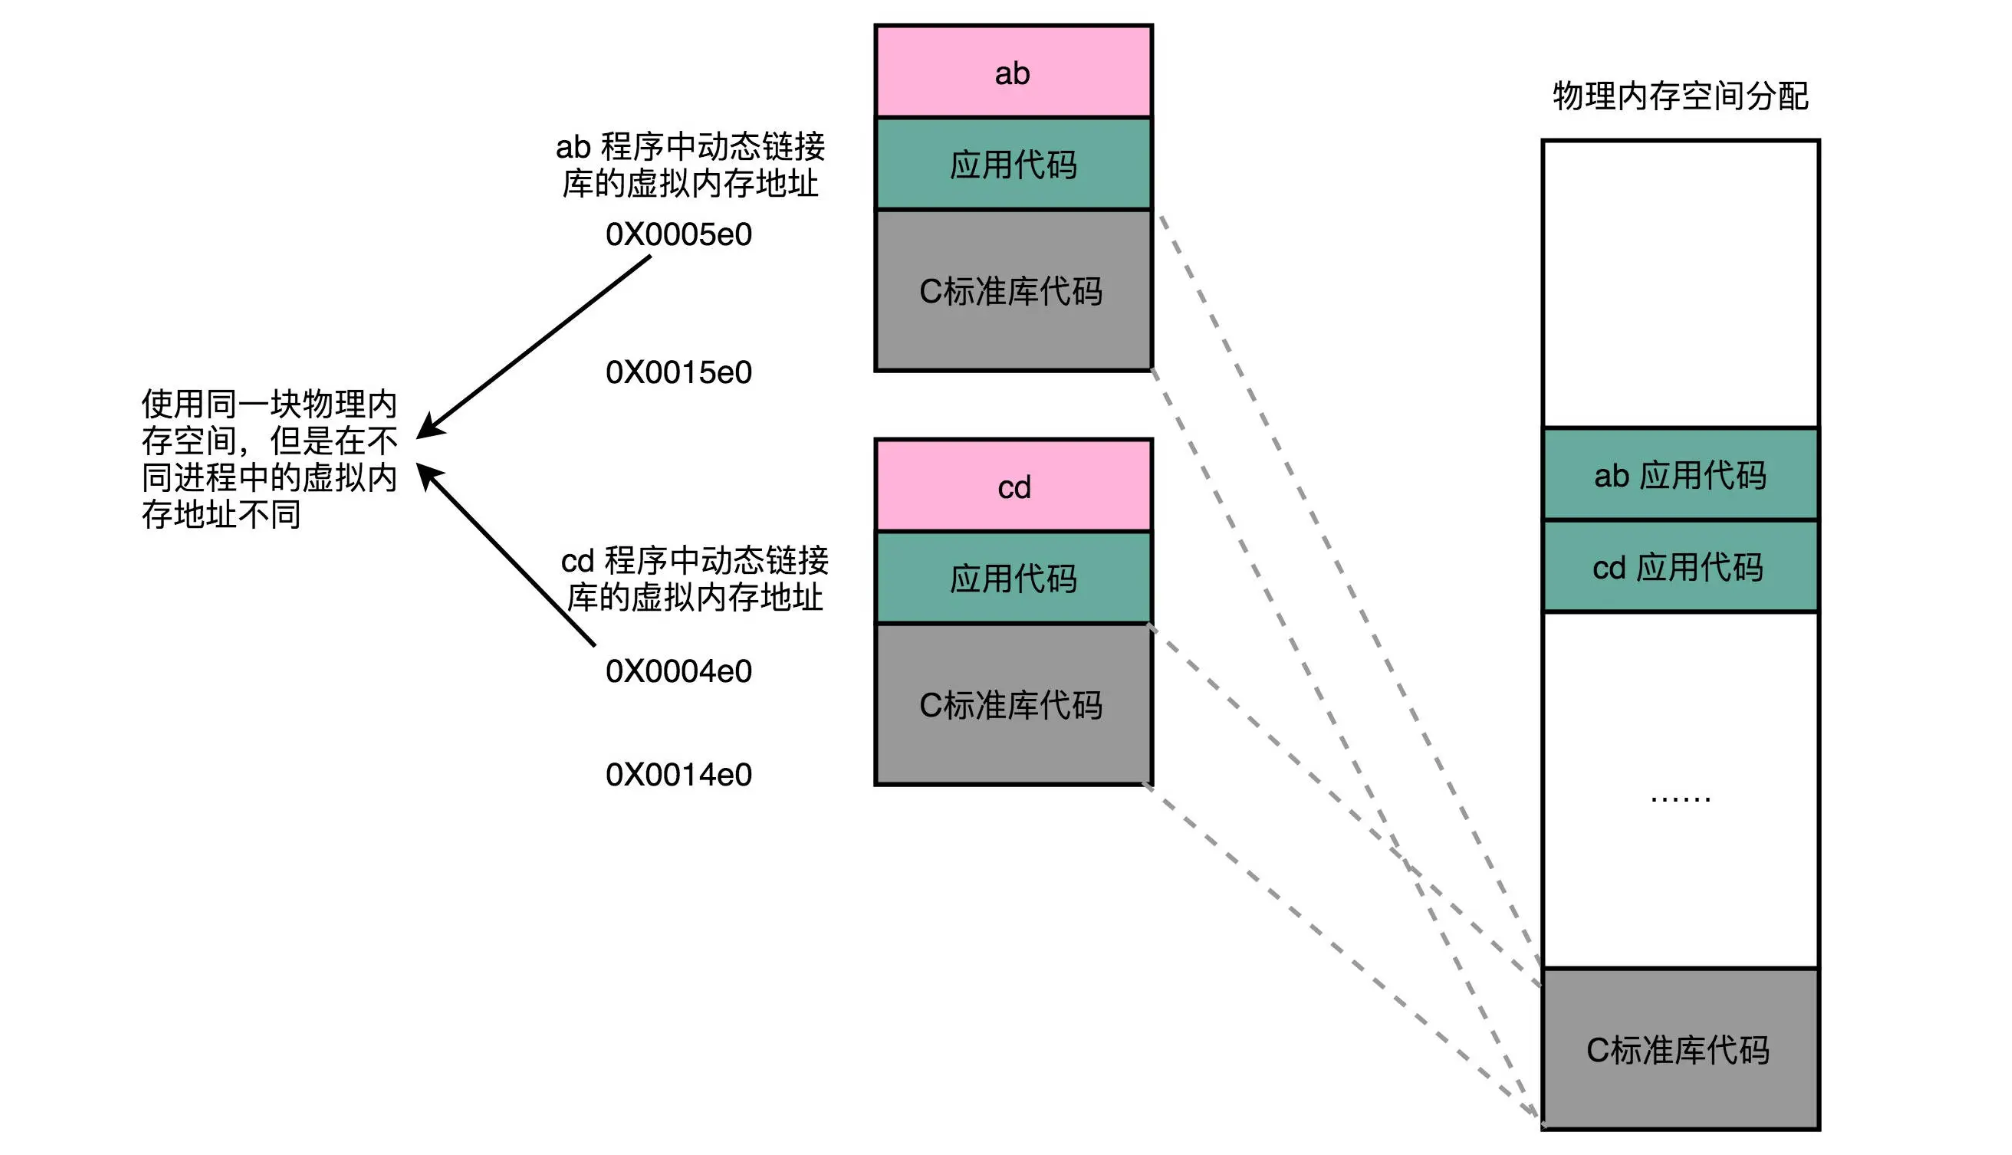 ab
应用代码
C标准库代码
ab 程序中动态链接
库的虚拟内存地址
0X0005e0
0X0015e0
使用同一块物理内
存空间，但是在不
同进程中的虚拟内
存地址不同
cd 程序中动态链接
库的虚拟内存地址
0X0004e0
0X0014e0
cd
应用代码
C标准库代码
物理内存空间分配
ab 应用代码
cd 应用代码
……
C标准库代码